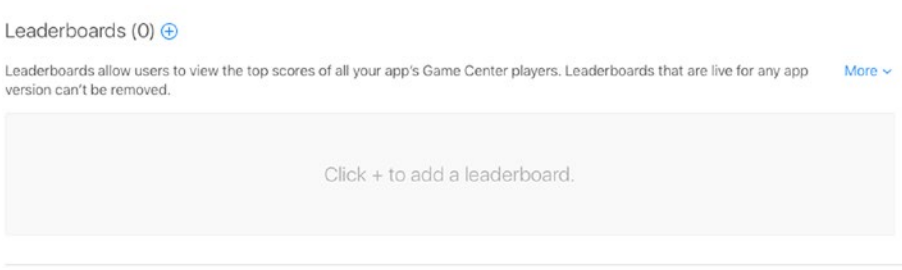 Leaderboards (0)
Leaderboards allow users to view the top scores of all your app's Game Center players. Leaderboards that are live for any app More
version can't be removed.
Click + to add a leaderboard.